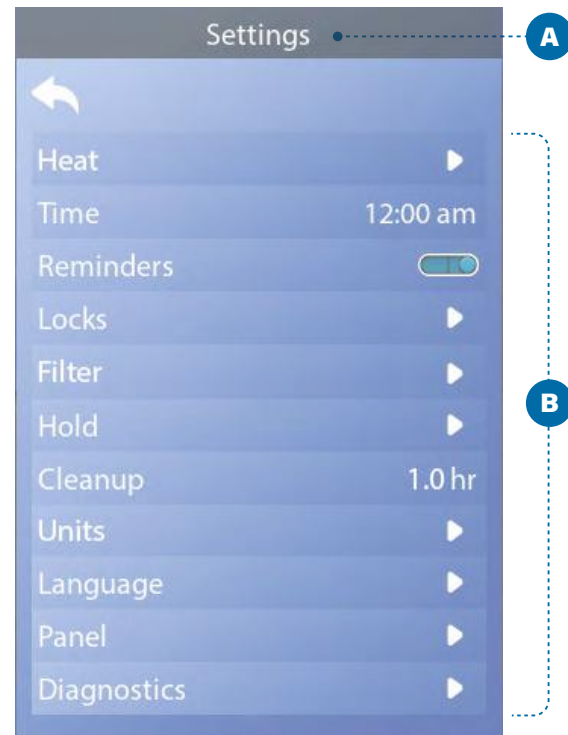 Settings
A
Heat
Time 12:00 am
Reminders
Locks
Filter
Hold
B
Cleanup 1.0 hr
Units
Language
Panel
Diagnostics